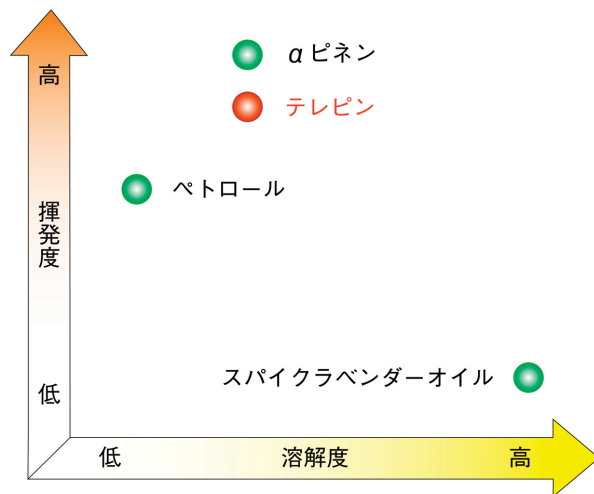 高
αピネン
テレピン
ペトロール
揮発度
低
スパイクラベンダーオイル
低
溶解度
高